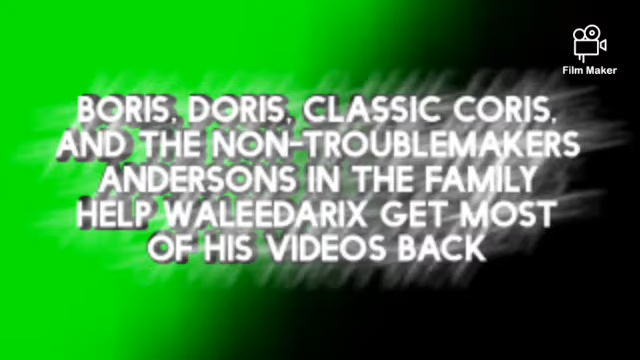 Film Maker
BORIS, DORIS, CLASSIC CORIS,
AND THE NON-TROUBLEMAKERS
ANDERSONS IN THE FAMILY
HELP WALEEDARIX GET MOST
OF HIS VIDEOS BACK